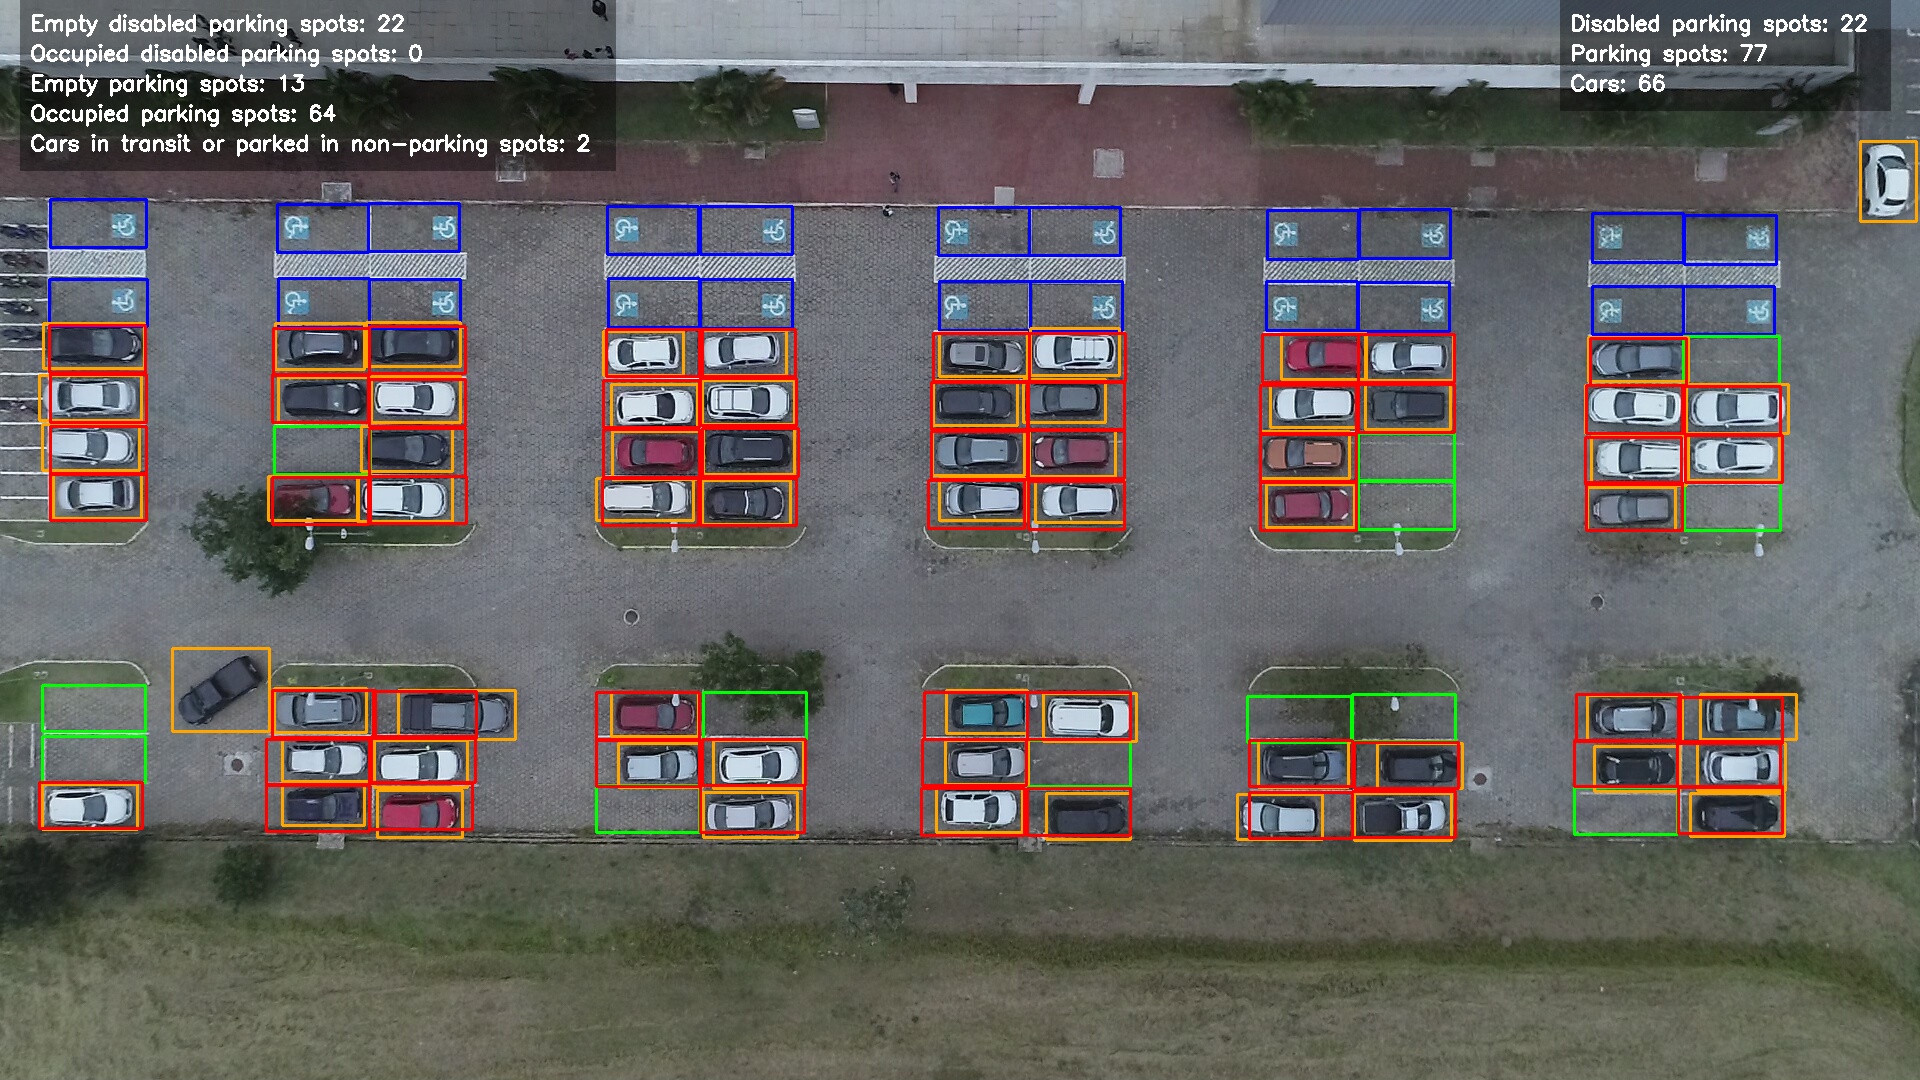 Empty disabled parking spots: 22
Occupied disabled parking spots: 0
Empty parking spots: 13
Occupied parking spots: 64
Cars in transit or parked in non-parking spots: 2
Disabled parking spots: 22
Parking spots: 77
Cars: 66